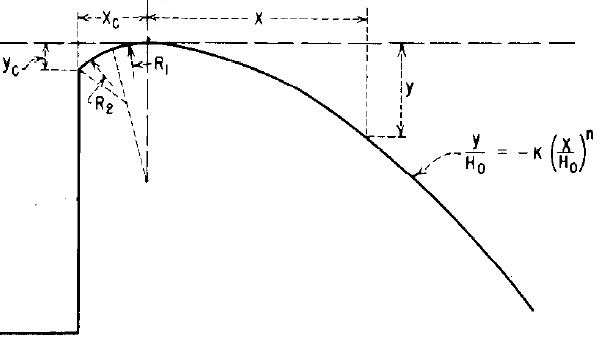 X_C
X
Y_C
R_1
R_2
Y
y/H_0 = -K (X/H_0)^n